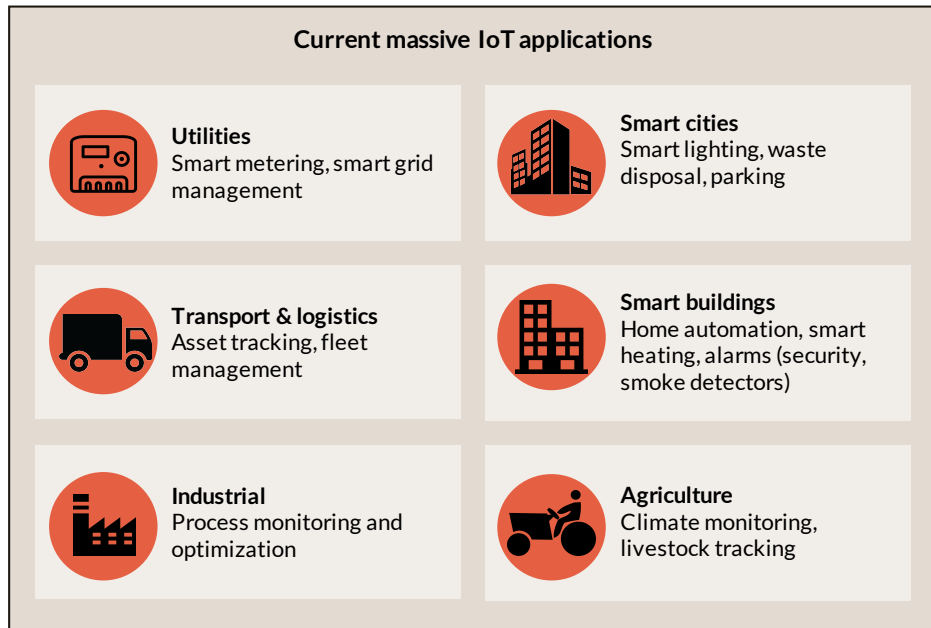 Current massive IoT applications
Utilities
Smart metering, smart grid
management
Smart cities
Smart lighting, waste
disposal, parking
Transport & logistics
Asset tracking, fleet
management
Smart buildings
Home automation, smart
heating, alarms (security,
smoke detectors)
Industrial
Process monitoring and
optimization
Agriculture
Climate monitoring,
livestock tracking